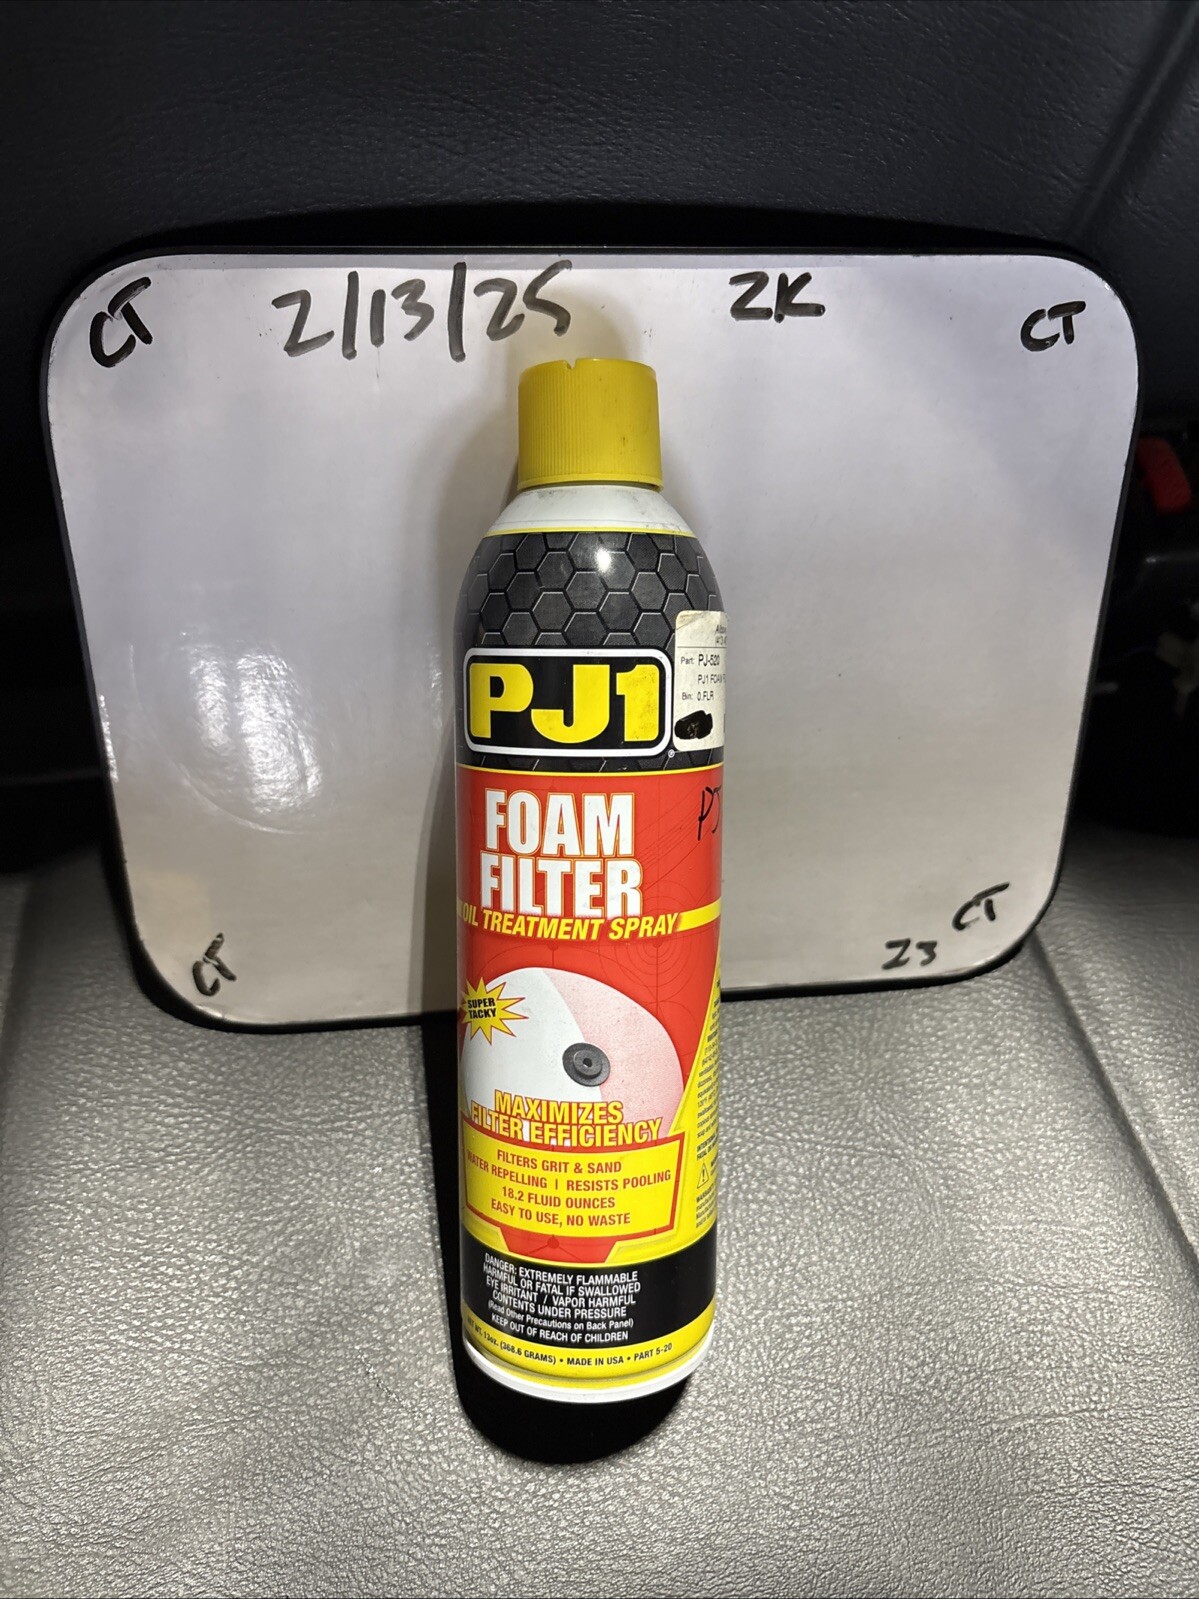 CT
2/13/25
ZK
CT
PJ1
®
Part: PJ-520
PJ1 FOAM
Bin: 0.FLR
PJ
FOAM
FILTER
OIL TREATMENT SPRAY
SUPER
TACKY
MAXIMIZES
FILTER EFFICIENCY
FILTERS GRIT & SAND
WATER REPELLING | RESISTS POOLING
18.2 FLUID OUNCES
EASY TO USE, NO WASTE
DANGER: EXTREMELY FLAMMABLE
HARMFUL OR FATAL IF SWALLOWED
EYE IRRITANT / VAPOR HARMFUL
CONTENTS UNDER PRESSURE
(Read Other Precautions on Back Panel)
KEEP OUT OF REACH OF CHILDREN
WT. 13oz. (368.6 GRAMS) • MADE IN USA • PART 5-20
CT
23
CT